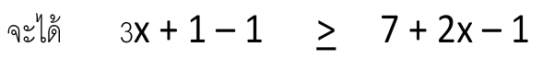 จะได้ 3x + 1 – 1 ≥ 7 + 2x – 1